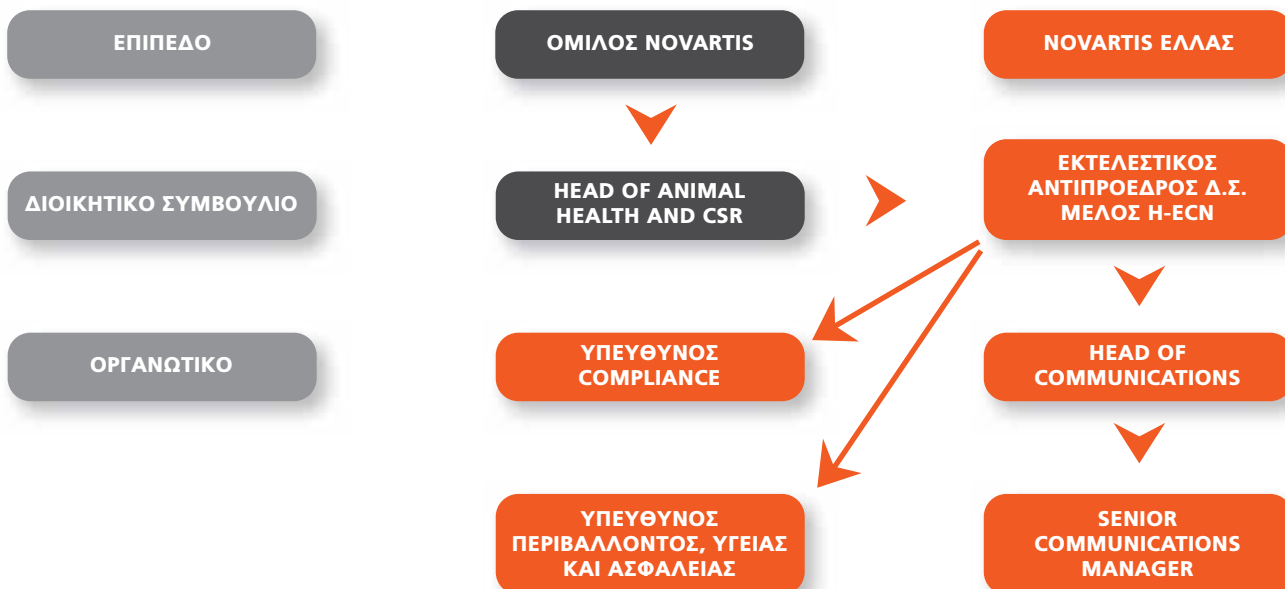 ΕΠΙΠΕΔΟ
ΟΜΙΛΟΣ NOVARTIS
NOVARTIS ΕΛΛΑΣ
ΔΙΟΙΚΗΤΙΚΟ ΣΥΜΒΟΥΛΙΟ
HEAD OF ANIMAL
HEALTH AND CSR
ΕΚΤΕΛΕΣΤΙΚΟΣ
ΑΝΤΙΠΡΟΕΔΡΟΣ Δ.Σ.
ΜΕΛΟΣ H-ECN
ΟΡΓΑΝΩΤΙΚΟ
ΥΠΕΥΘΥΝΟΣ
COMPLIANCE
HEAD OF
COMMUNICATIONS
ΥΠΕΥΘΥΝΟΣ
ΠΕΡΙΒΑΛΛΟΝΤΟΣ, ΥΓΕΙΑΣ
ΚΑΙ ΑΣΦΑΛΕΙΑΣ
SENIOR
COMMUNICATIONS
MANAGER